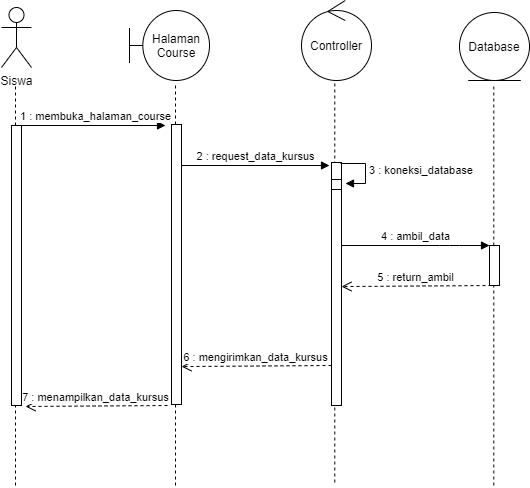 Siswa
Halaman
Course
Controller
Database
1 : membuka_halaman_course
2 : request_data_kursus
3 : koneksi_database
4 : ambil_data
5 : return_ambil
6 : mengirimkan_data_kursus
7 : menampilkan_data_kursus